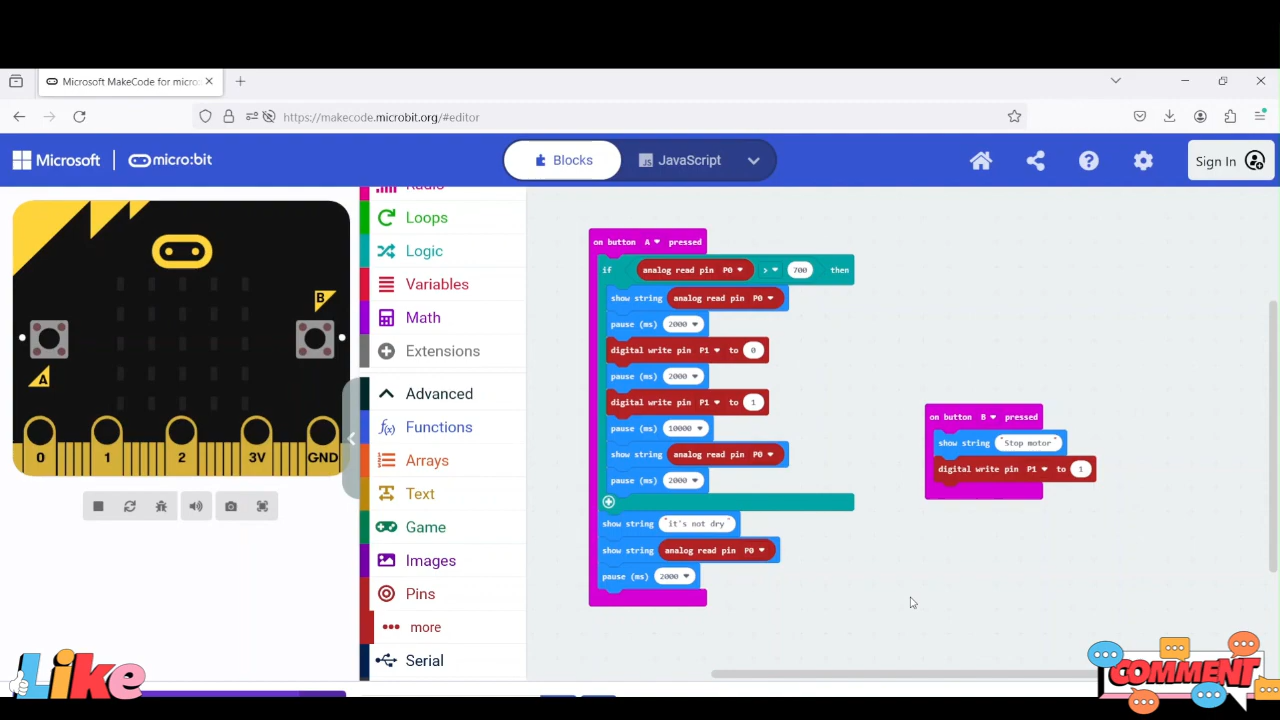 Microsoft MakeCode for micro:
https://makecode.microbit.org/#editor
Microsoft
micro:bit
Blocks
JavaScript
Sign In
Radio
Loops
Logic
Variables
Math
Extensions
Advanced
Functions
Arrays
Text
Game
Images
Pins
more
Serial
B
A
0 1 2 3V GND
on button A pressed
if analog read pin P0 > 700 then
show string analog read pin P0
pause (ms) 2000
digital write pin P1 to 0
pause (ms) 2000
digital write pin P1 to 1
pause (ms) 10000
show string analog read pin P0
pause (ms) 2000
show string "it's not dry"
show string analog read pin P0
pause (ms) 2000
on button B pressed
show string "Stop motor"
digital write pin P1 to 1
LIKE
COMMENT